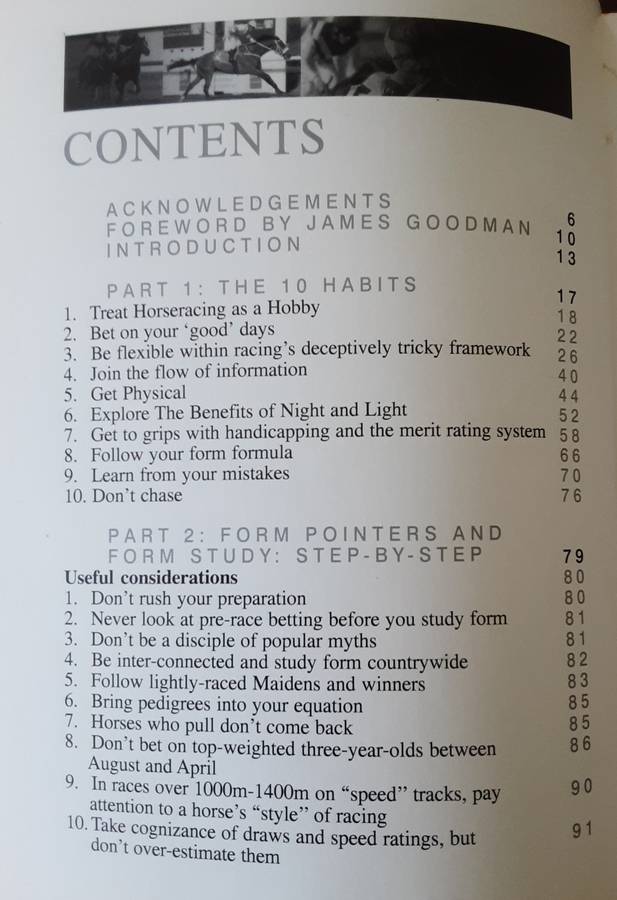 CONTENTS
ACKNOWLEDGEMENTS 6
FOREWORD BY JAMES GOODMAN 10
INTRODUCTION 13
PART 1: THE 10 HABITS 17
1. Treat Horseracing as a Hobby 18
2. Bet on your ‘good’ days 22
3. Be flexible within racing’s deceptively tricky framework 26
4. Join the flow of information 40
5. Get Physical 44
6. Explore The Benefits of Night and Light 52
7. Get to grips with handicapping and the merit rating system 58
8. Follow your form formula 66
9. Learn from your mistakes 70
10. Don’t chase 76
PART 2: FORM POINTERS AND
FORM STUDY: STEP-BY-STEP 79
Useful considerations 80
1. Don’t rush your preparation 80
2. Never look at pre-race betting before you study form 81
3. Don’t be a disciple of popular myths 81
4. Be inter-connected and study form countrywide 82
5. Follow lightly-raced Maidens and winners 83
6. Bring pedigrees into your equation 85
7. Horses who pull don’t come back 85
8. Don’t bet on top-weighted three-year-olds between 86
August and April
9. In races over 1000m-1400m on “speed” tracks, pay 90
attention to a horse’s “style” of racing
10. Take cognizance of draws and speed ratings, but 91
don’t over-estimate them